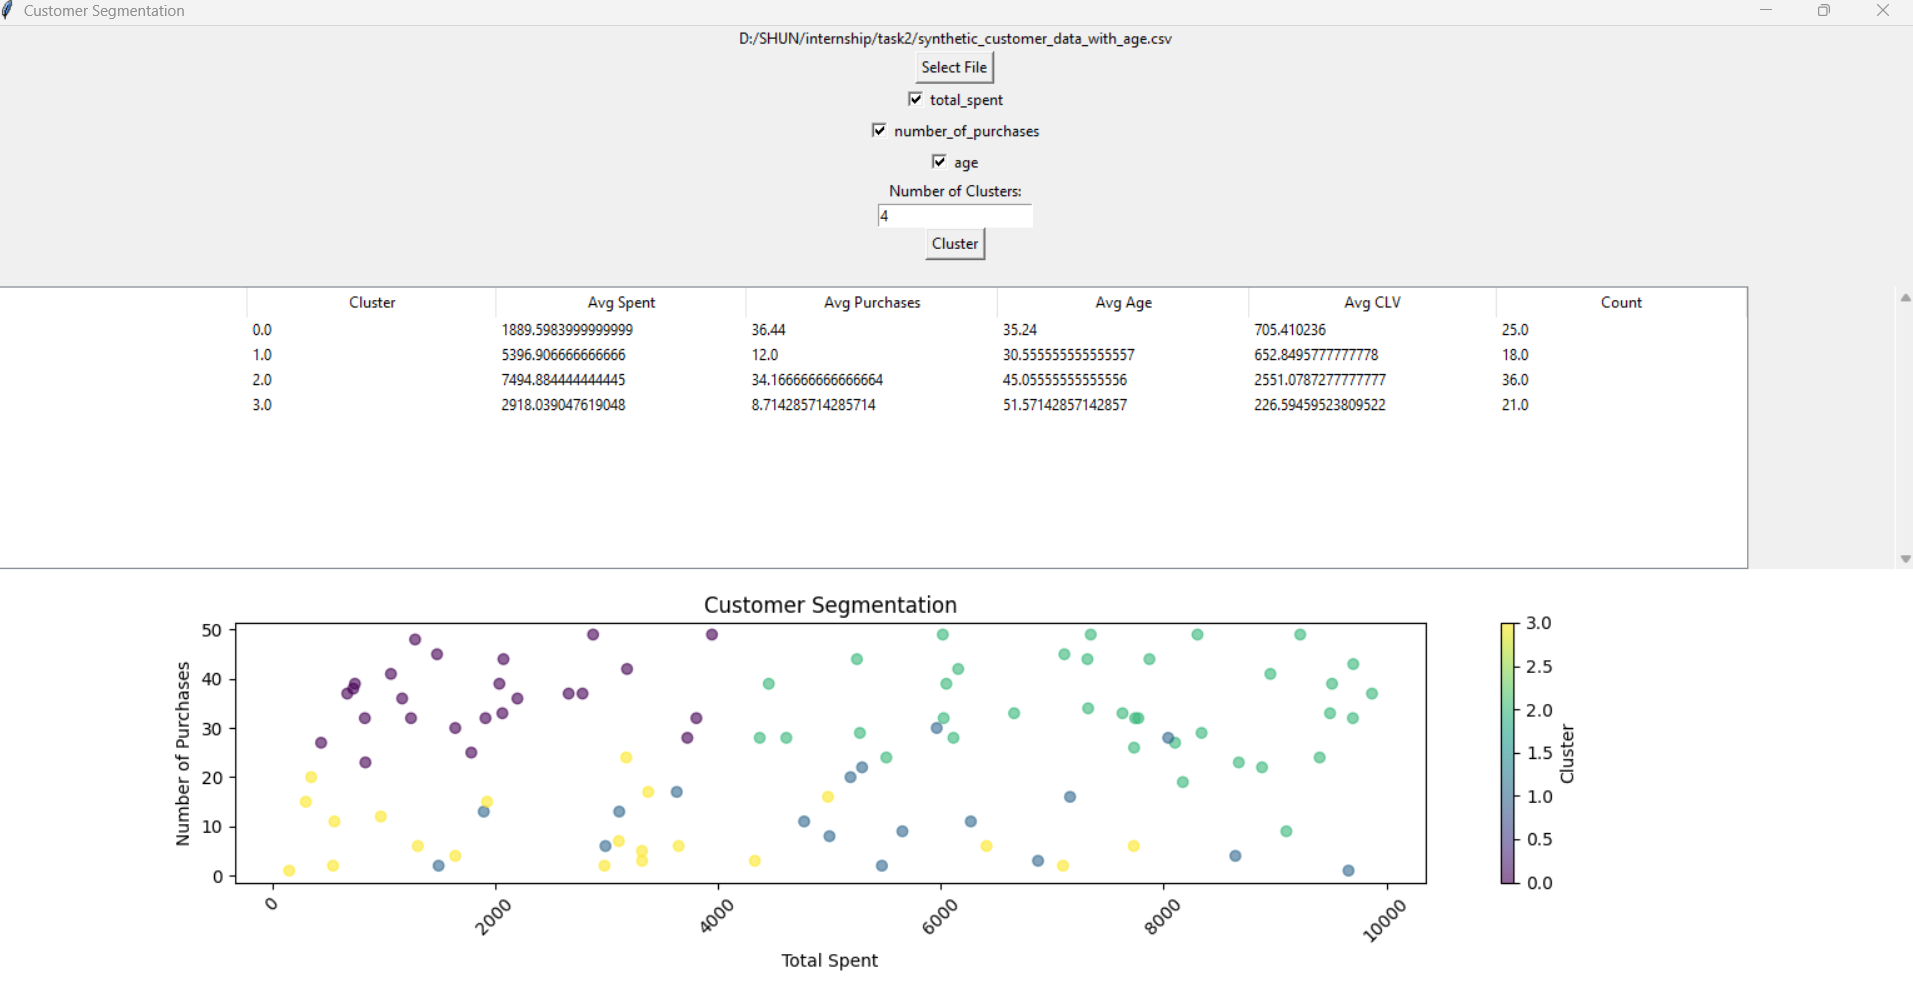 Customer Segmentation
D:/SHUN/internship/task2/synthetic_customer_data_with_age.csv
Select File
total_spent
number_of_purchases
age
Number of Clusters:
4
Cluster
Cluster Avg Spent Avg Purchases Avg Age Avg CLV Count
0.0 1889.5983999999999 36.44 35.24 705.410236 25.0
1.0 5396.906666666666 12.0 30.555555555555557 652.8495777777778 18.0
2.0 7494.884444444445 34.166666666666664 45.05555555555556 2551.0787277777777 36.0
3.0 2918.039047619048 8.714285714285714 51.57142857142857 226.59459523809522 21.0
Customer Segmentation
Number of Purchases
50
40
30
20
10
0
0 2000 4000 6000 8000 10000
Total Spent
3.0
2.5
2.0
1.5
1.0
0.5
0.0
Cluster